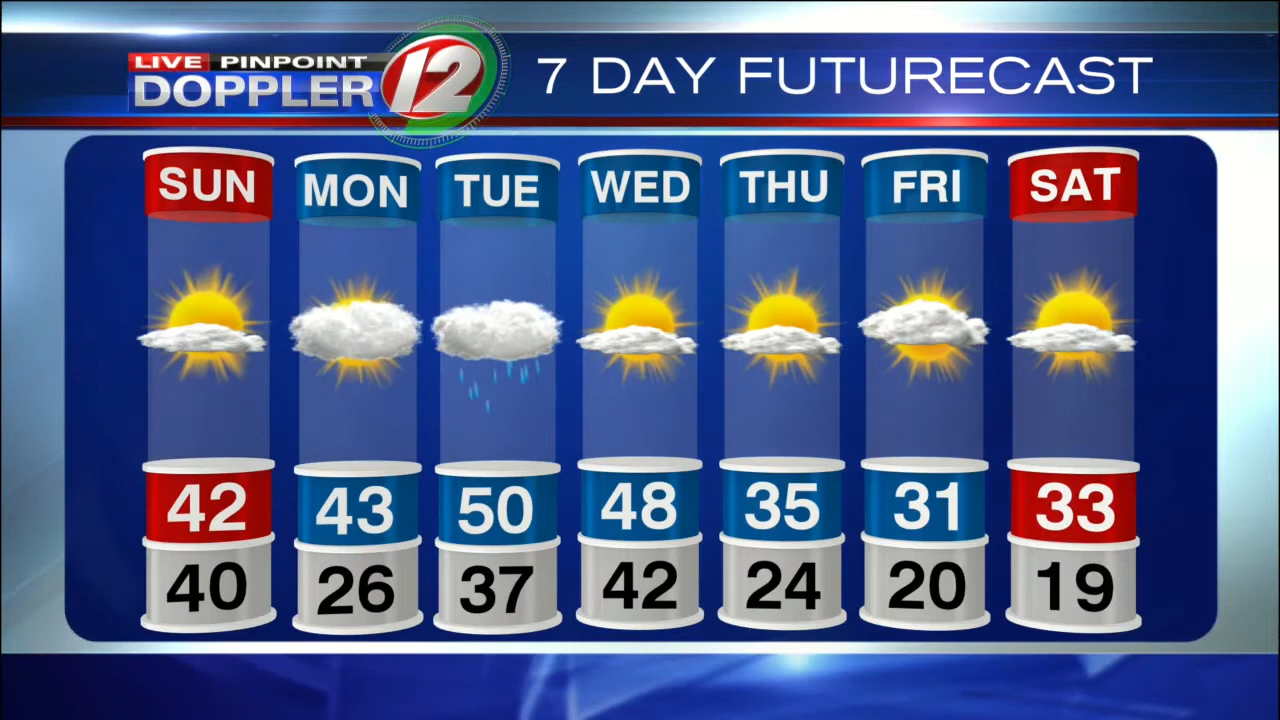 LIVE PINPOINT
DOPPLER 12
7 DAY FUTURECAST
SUN MON TUE WED THU FRI SAT
42 43 50 48 35 31 33
40 26 37 42 24 20 19